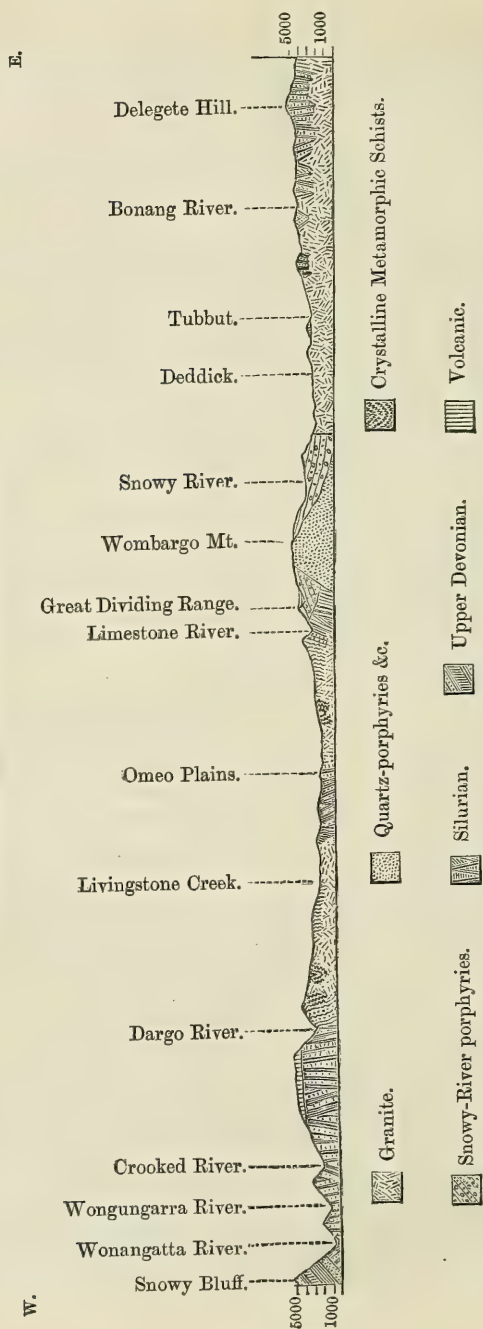 E.
5000
1000
Delegete Hill.
Bonang River.
Tubbut.
Deddick.
Snowy River.
Wombargo Mt.
Great Dividing Range.
Limestone River.
Omeo Plains.
Livingstone Creek.
Dargo River.
Crooked River.
Wongungarra River.
Wonangatta River.
Snowy Bluff.
W.
5000
1000
Granite.
Quartz-porphyries &c.
Crystalline Metamorphic Schists.
Snowy-River porphyries.
Silurian.
Upper Devonian.
Volcanic.